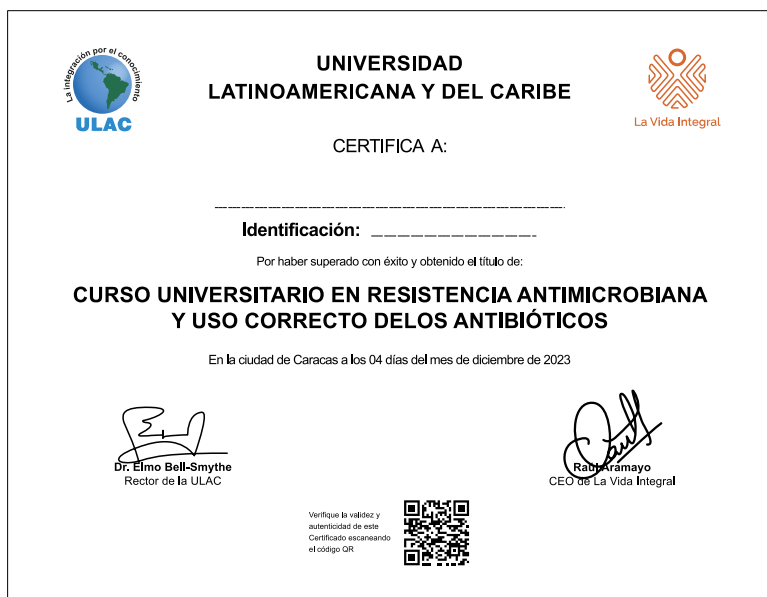 La integración por el conocimiento
ULAC
UNIVERSIDAD
LATINOAMERICANA Y DEL CARIBE
La Vida Integral
CERTIFICA A:
Identificación:
Por haber superado con éxito y obtenido el título de:
CURSO UNIVERSITARIO EN RESISTENCIA ANTIMICROBIANA
Y USO CORRECTO DELOS ANTIBIÓTICOS
En la ciudad de Caracas a los 04 días del mes de diciembre de 2023
Dr. Elmo Bell-Smythe
Rector de la ULAC
Raúl Aramayo
CEO de La Vida Integral
Verifique la validez y
autenticidad de este
Certificado escaneando
el código QR